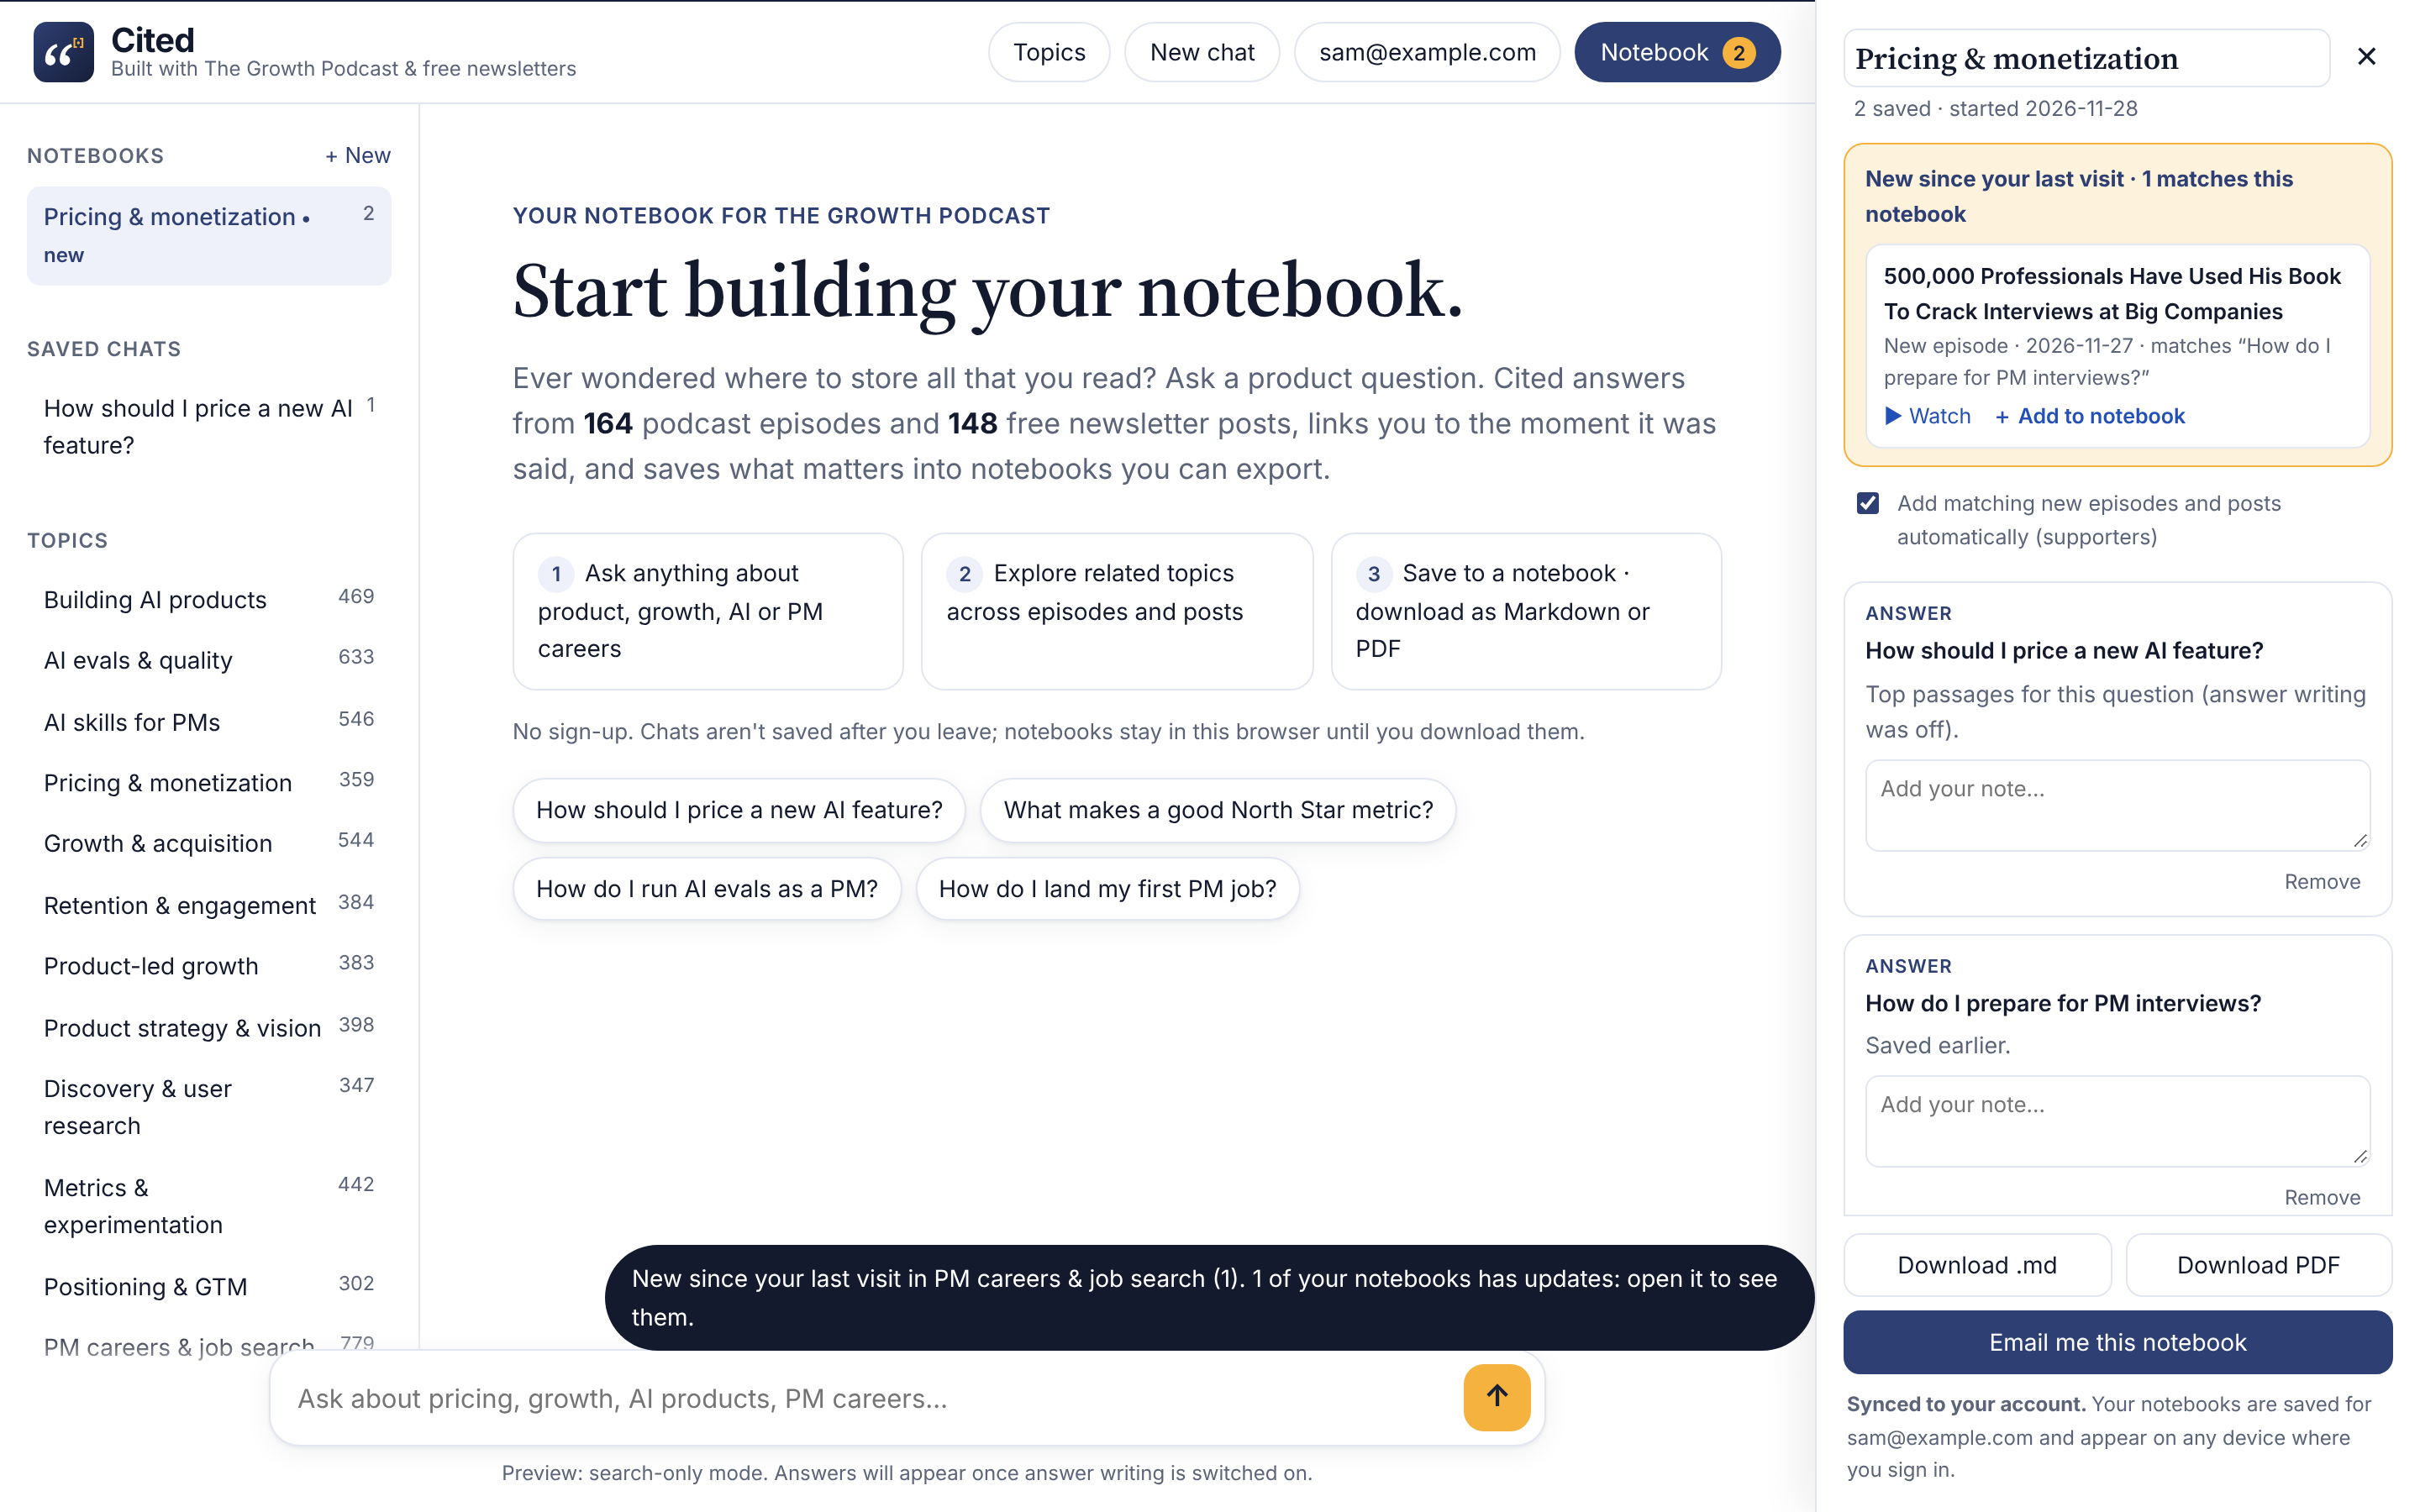 Cited
Built with The Growth Podcast & free newsletters
Topics
New chat
sam@example.com
Notebook 2
NOTEBOOKS
+ New
Pricing & monetization •
new
2
SAVED CHATS
How should I price a new AI
feature?
1
TOPICS
Building AI products 469
AI evals & quality 633
AI skills for PMs 546
Pricing & monetization 359
Growth & acquisition 544
Retention & engagement 384
Product-led growth 383
Product strategy & vision 398
Discovery & user
research
347
Metrics &
experimentation
442
Positioning & GTM 302
PM careers & job search 779
YOUR NOTEBOOK FOR THE GROWTH PODCAST
Start building your notebook.
Ever wondered where to store all that you read? Ask a product question. Cited answers
from 164 podcast episodes and 148 free newsletter posts, links you to the moment it was
said, and saves what matters into notebooks you can export.
1 Ask anything about
product, growth, AI or PM
careers
2 Explore related topics
across episodes and posts
3 Save to a notebook ·
download as Markdown or
PDF
No sign-up. Chats aren't saved after you leave; notebooks stay in this browser until you download them.
How should I price a new AI feature?
What makes a good North Star metric?
How do I run AI evals as a PM?
How do I land my first PM job?
New since your last visit in PM careers & job search (1). 1 of your notebooks has updates: open it to see
them.
Ask about pricing, growth, AI products, PM careers...
Preview: search-only mode. Answers will appear once answer writing is switched on.
Pricing & monetization
2 saved · started 2026-11-28
New since your last visit · 1 matches this
notebook
500,000 Professionals Have Used His Book
To Crack Interviews at Big Companies
New episode · 2026-11-27 · matches “How do I
prepare for PM interviews?”
▶ Watch + Add to notebook
Add matching new episodes and posts
automatically (supporters)
ANSWER
How should I price a new AI feature?
Top passages for this question (answer writing
was off).
Add your note...
Remove
ANSWER
How do I prepare for PM interviews?
Saved earlier.
Add your note...
Remove
Download .md
Download PDF
Email me this notebook
Synced to your account. Your notebooks are saved for
sam@example.com and appear on any device where
you sign in.